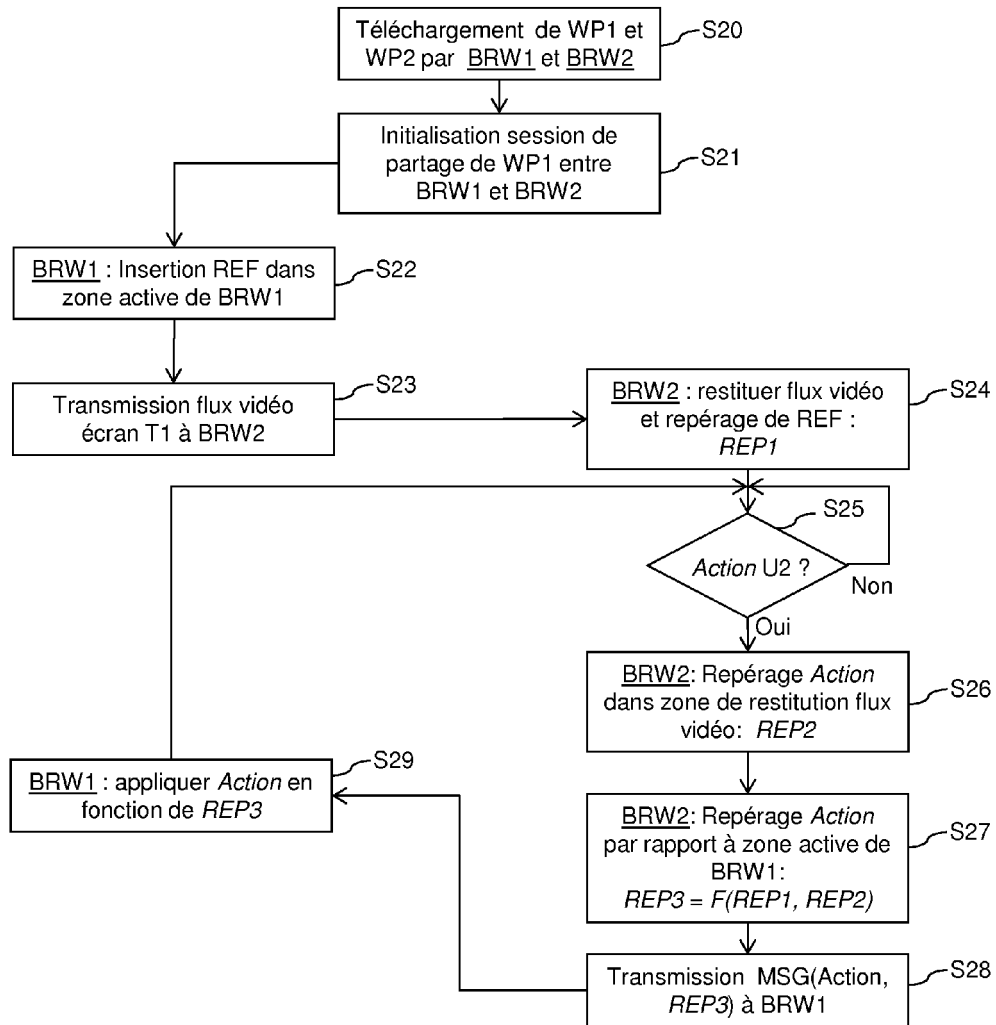 Téléchargement de WP1 et
WP2 par BRW1 et BRW2
S20
Initialisation session de
partage de WP1 entre
BRW1 et BRW2
S21
BRW1 : Insertion REF dans
zone active de BRW1
S22
Transmission flux vidéo
écran T1 à BRW2
S23
BRW2 : restituer flux vidéo
et repérage de REF :
REP1
S24
S25
Action U2 ?
Non
Oui
BRW2: Repérage Action
dans zone de restitution flux
vidéo: REP2
S26
BRW2: Repérage Action
par rapport à zone active de
BRW1:
REP3 = F(REP1, REP2)
S27
Transmission MSG(Action,
REP3) à BRW1
S28
BRW1 : appliquer Action en
fonction de REP3
S29